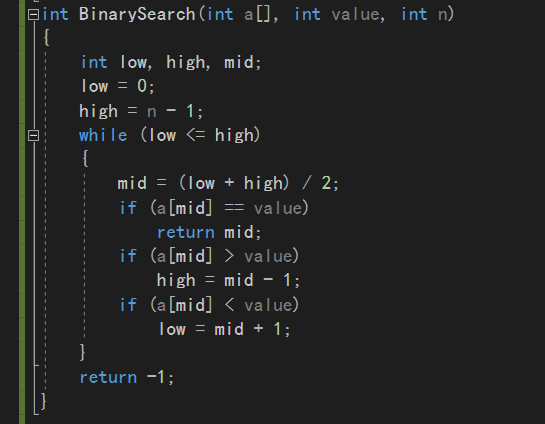 int BinarySearch(int a[], int value, int n)
{
    int low, high, mid;
    low = 0;
    high = n - 1;
    while (low <= high)
    {
        mid = (low + high) / 2;
        if (a[mid] == value)
            return mid;
        if (a[mid] > value)
            high = mid - 1;
        if (a[mid] < value)
            low = mid + 1;
    }
    return -1;
}